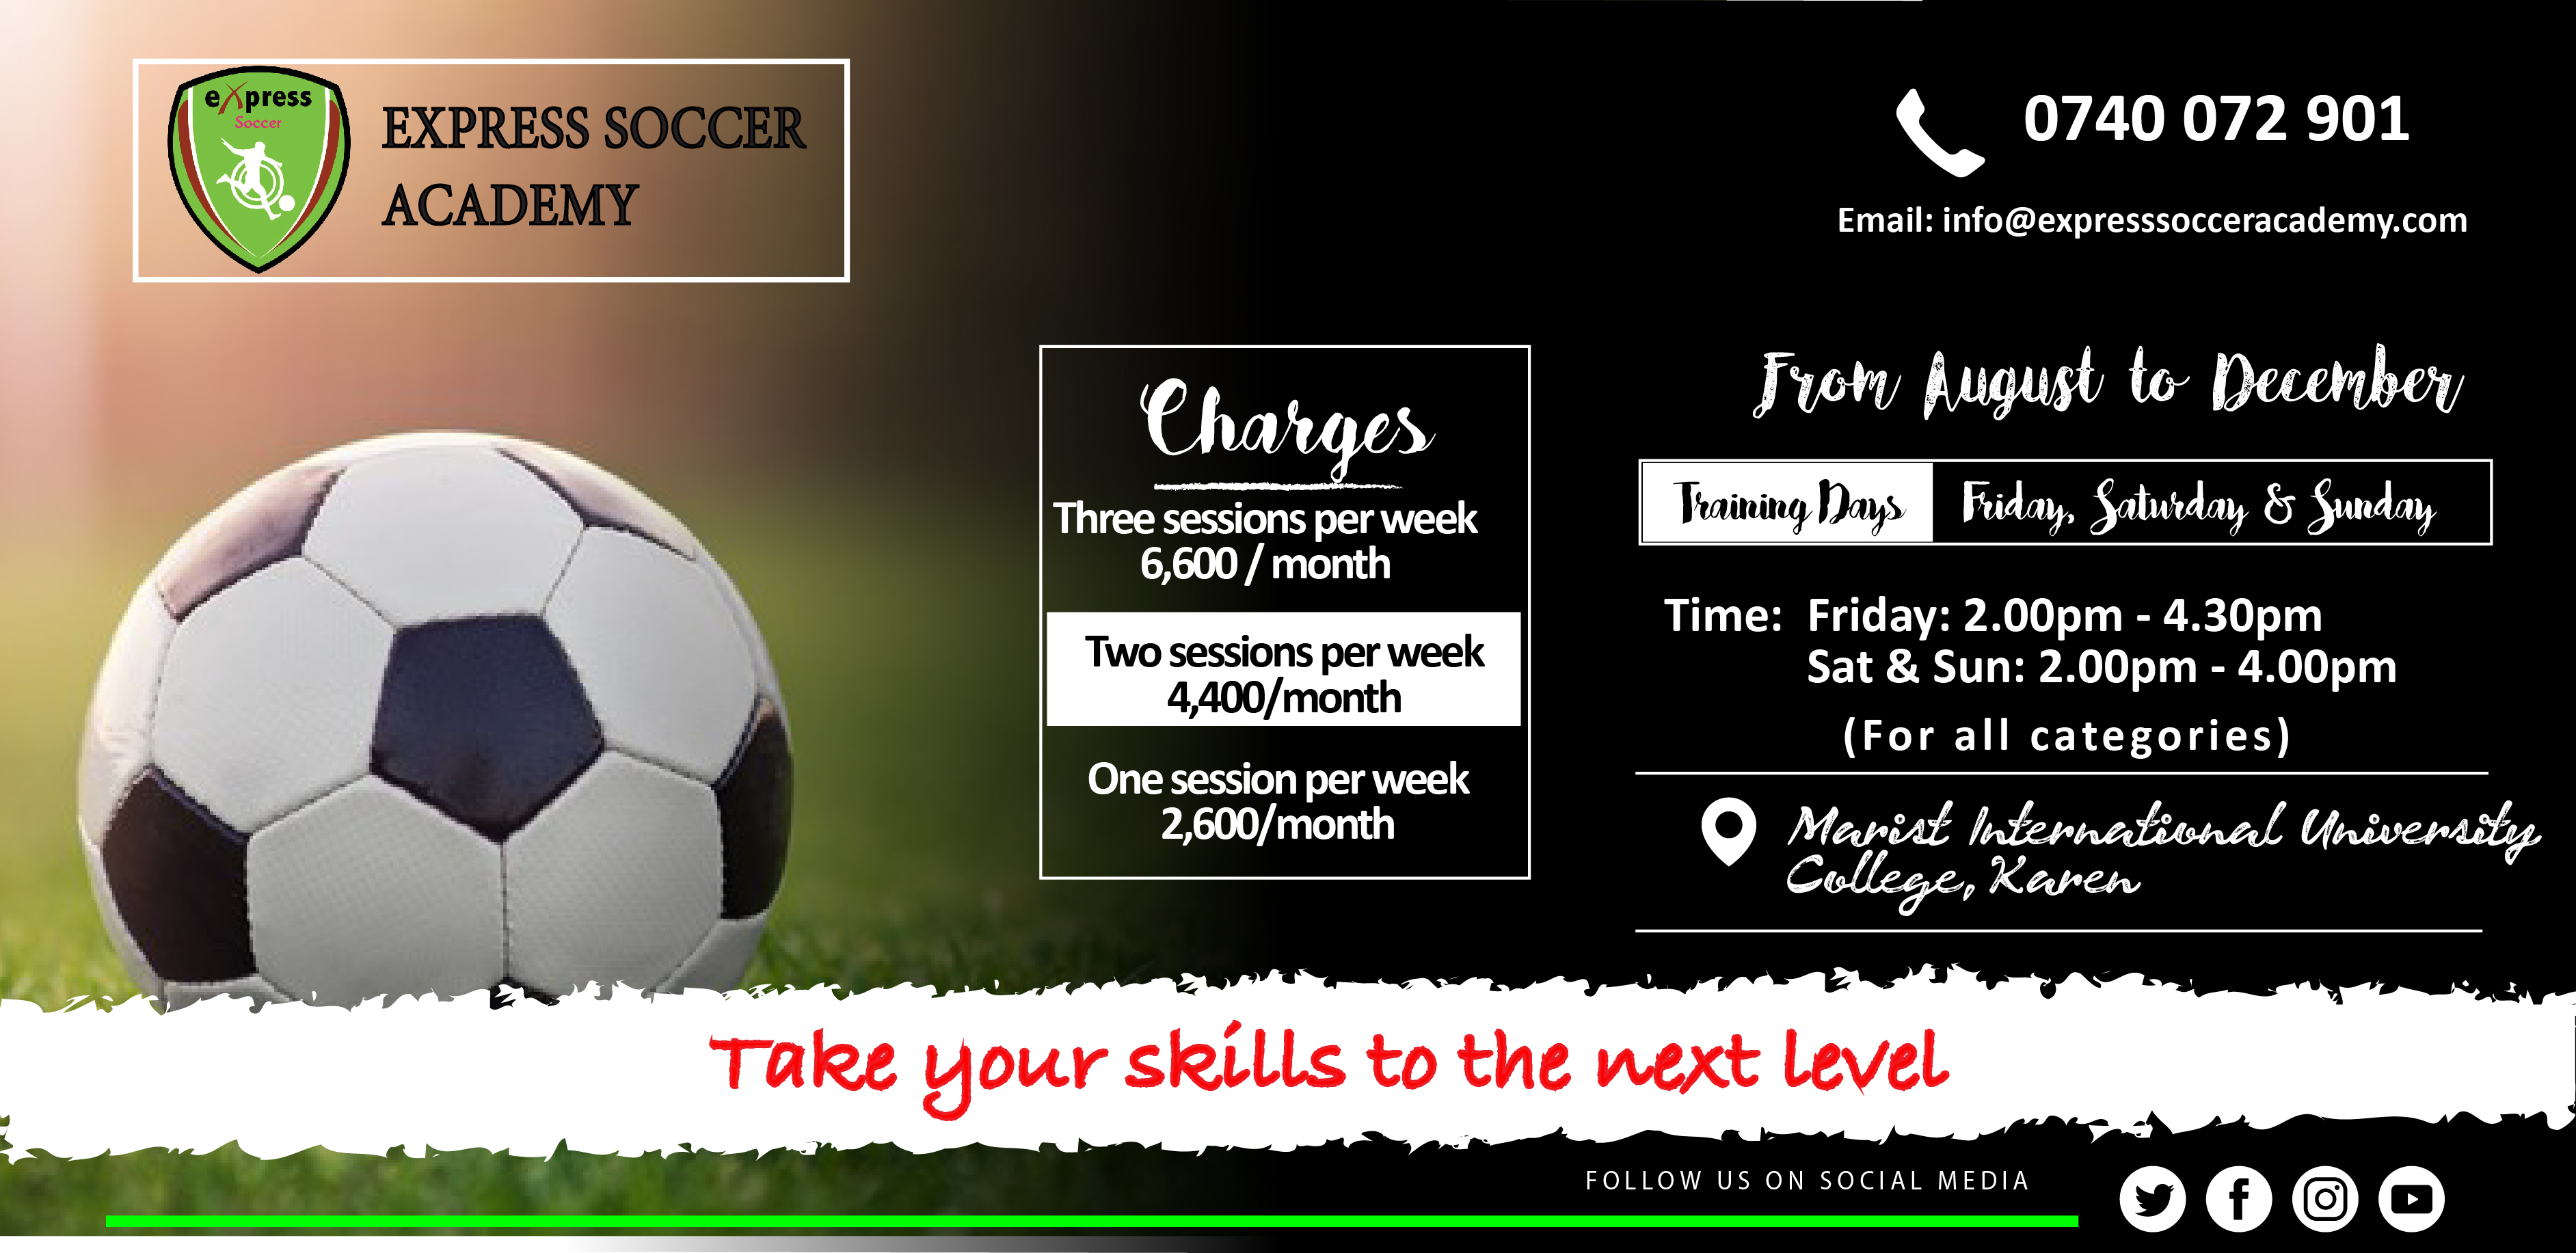 eXpress
Soccer
EXPRESS SOCCER
ACADEMY
0740 072 901
Email: info@expresssocceracademy.com
Charges
Three sessions per week
6,600 / month
Two sessions per week
4,400/month
One session per week
2,600/month
From August to December
Training Days Friday, Saturday & Sunday
Time: Friday: 2.00pm - 4.30pm
Sat & Sun: 2.00pm - 4.00pm
(For all categories)
Marist International University
College, Karen
Take your skills to the next level
FOLLOW US ON SOCIAL MEDIA